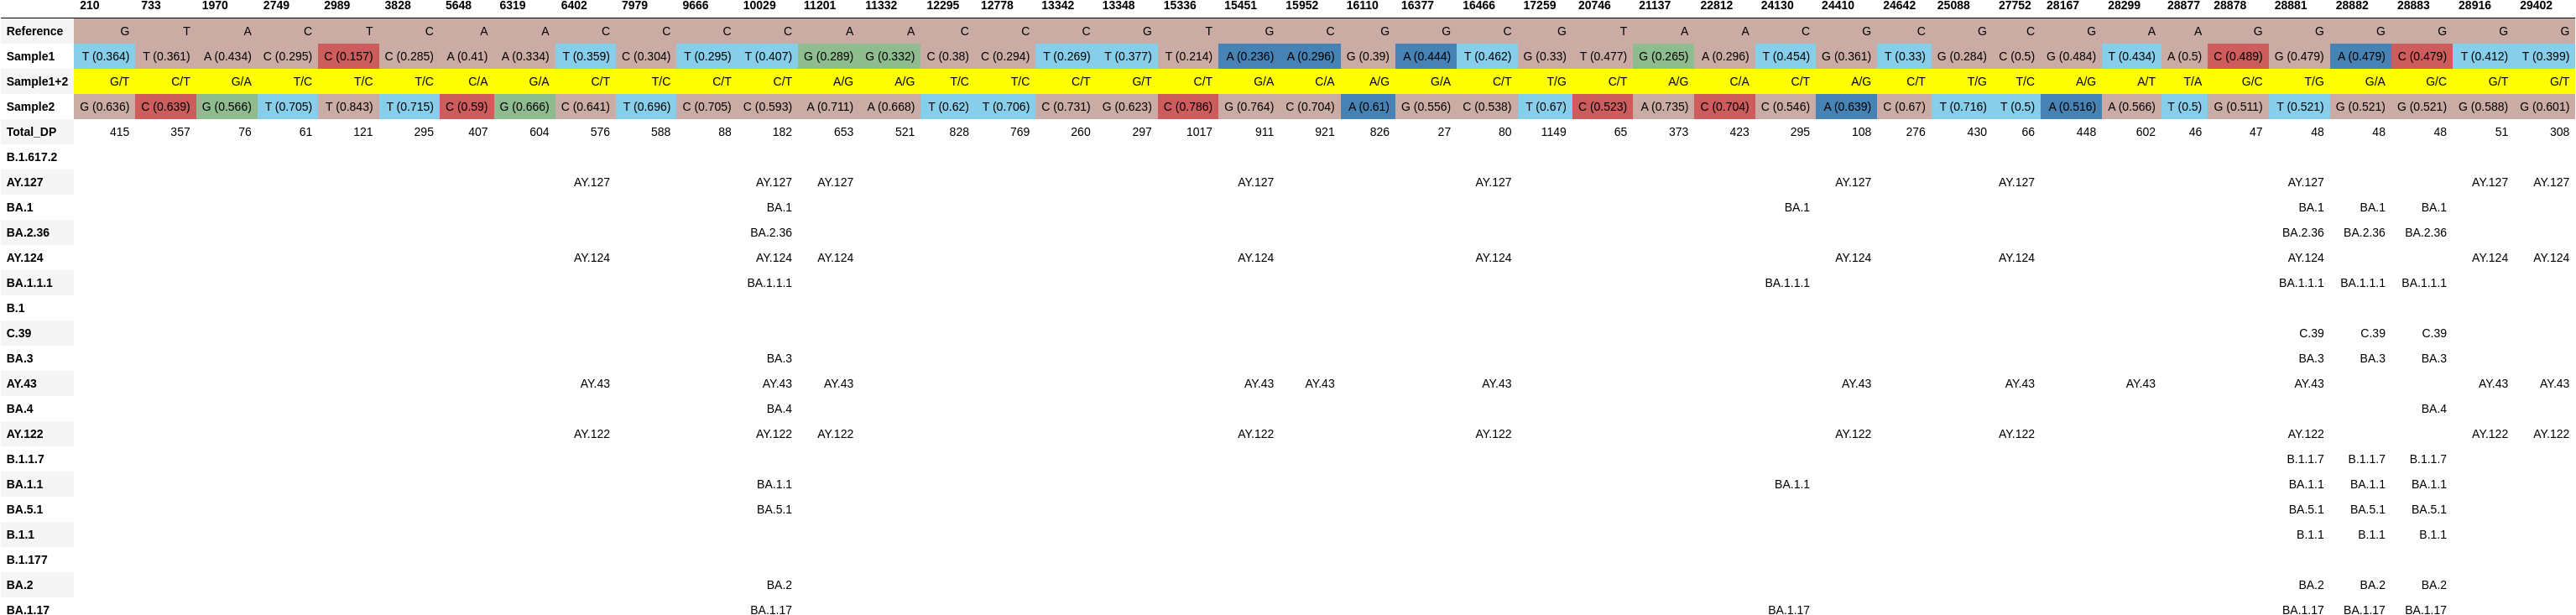 210 733 1970 2749 2989 3828 5648 6319 6402 7979 9666 10029 11201 11332 12295 12778 13342 13348 15336 15451 15952 16110 16377 16466 17259 20746 21137 22812 24130 24410 24642 25088 27752 28167 28299 28877 28878 28881 28882 28883 28916 29402
Reference G T A C T C A A C C C C A A C C C G T G C G G C G T A A C G C G C G A A G G G G G G
Sample1 T (0.364) T (0.361) A (0.434) C (0.295) C (0.157) C (0.285) A (0.41) A (0.334) T (0.359) C (0.304) T (0.295) T (0.407) G (0.289) G (0.332) C (0.38) C (0.294) T (0.269) T (0.377) T (0.214) A (0.236) A (0.296) G (0.39) A (0.444) T (0.462) G (0.33) T (0.477) G (0.265) A (0.296) T (0.454) G (0.361) T (0.33) G (0.284) C (0.5) G (0.484) T (0.434) A (0.5) C (0.489) G (0.479) A (0.479) C (0.479) T (0.412) T (0.399)
Sample1+2 G/T C/T G/A T/C T/C T/C C/A G/A C/T T/C C/T C/T A/G A/G T/C T/C C/T G/T C/T G/A C/A A/G G/A C/T T/G C/T A/G C/A C/T A/G C/T T/G T/C A/G A/T T/A G/C T/G G/A G/C G/T G/T
Sample2 G (0.636) C (0.639) G (0.566) T (0.705) T (0.843) T (0.715) C (0.59) G (0.666) C (0.641) T (0.696) C (0.705) C (0.593) A (0.711) A (0.668) T (0.62) T (0.706) C (0.731) G (0.623) C (0.786) G (0.764) C (0.704) A (0.61) G (0.556) C (0.538) T (0.67) C (0.523) A (0.735) C (0.704) C (0.546) A (0.639) C (0.67) T (0.716) T (0.5) A (0.516) A (0.566) T (0.5) G (0.511) T (0.521) G (0.521) G (0.521) G (0.588) G (0.601)
Total_DP 415 357 76 61 121 295 407 604 576 588 88 182 653 521 828 769 260 297 1017 911 921 826 27 80 1149 65 373 423 295 108 276 430 66 448 602 46 47 48 48 48 51 308
B.1.617.2
AY.127 AY.127 AY.127 AY.127 AY.127 AY.127 AY.127 AY.127 AY.127 AY.127 AY.127
BA.1 BA.1 BA.1 BA.1 BA.1 BA.1
BA.2.36 BA.2.36 BA.2.36 BA.2.36 BA.2.36
AY.124 AY.124 AY.124 AY.124 AY.124 AY.124 AY.124 AY.124 AY.124 AY.124 AY.124
BA.1.1.1 BA.1.1.1 BA.1.1.1 BA.1.1.1 BA.1.1.1 BA.1.1.1
B.1
C.39 C.39 C.39 C.39
BA.3 BA.3 BA.3 BA.3 BA.3
AY.43 AY.43 AY.43 AY.43 AY.43 AY.43 AY.43 AY.43 AY.43 AY.43 AY.43 AY.43 AY.43
BA.4 BA.4 BA.4
AY.122 AY.122 AY.122 AY.122 AY.122 AY.122 AY.122 AY.122 AY.122 AY.122 AY.122
B.1.1.7 B.1.1.7 B.1.1.7 B.1.1.7
BA.1.1 BA.1.1 BA.1.1 BA.1.1 BA.1.1 BA.1.1
BA.5.1 BA.5.1 BA.5.1 BA.5.1 BA.5.1
B.1.1 B.1.1 B.1.1 B.1.1
B.1.177
BA.2 BA.2 BA.2 BA.2 BA.2
BA.1.17 BA.1.17 BA.1.17 BA.1.17 BA.1.17 BA.1.17